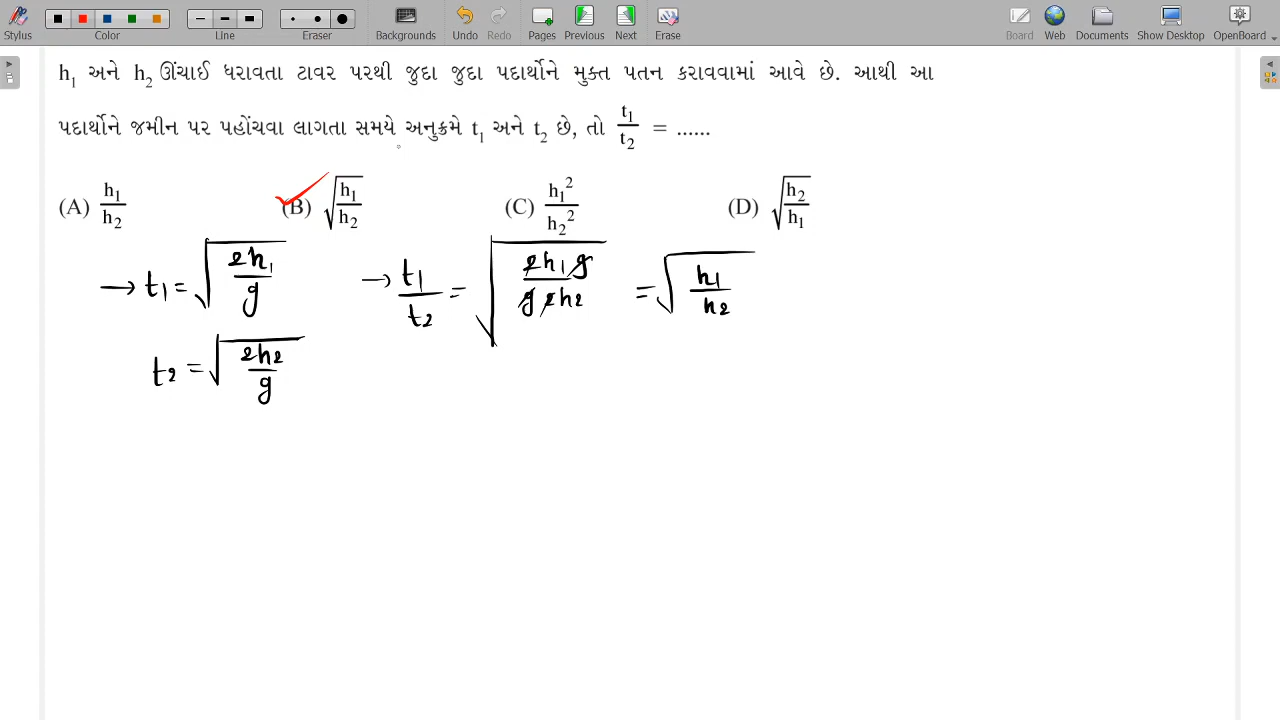 Stylus Color Line Eraser Backgrounds Undo Redo Pages Previous Next Erase Board Web Documents Show Desktop OpenBoard
h₁ અને h₂ ઊંચાઈ ધરાવતા ટાવર પરથી જુદા જુદા પદાર્થોને મુક્ત પતન કરાવવામાં આવે છે. આથી આ
પદાર્થોને જમીન પર પહોંચવા લાગતા સમયે અનુક્રમે t₁ અને t₂ છે, તો t₁/t₂ = ......
(A) h₁/h₂ (B) √(h₁/h₂) (C) h₁²/h₂² (D) √(h₂/h₁)
→ t₁ = √(2h₁/g) → t₁/t₂ = √(2h₁g/g2h₂) = √(h₁/h₂)
t₂ = √(2h₂/g)